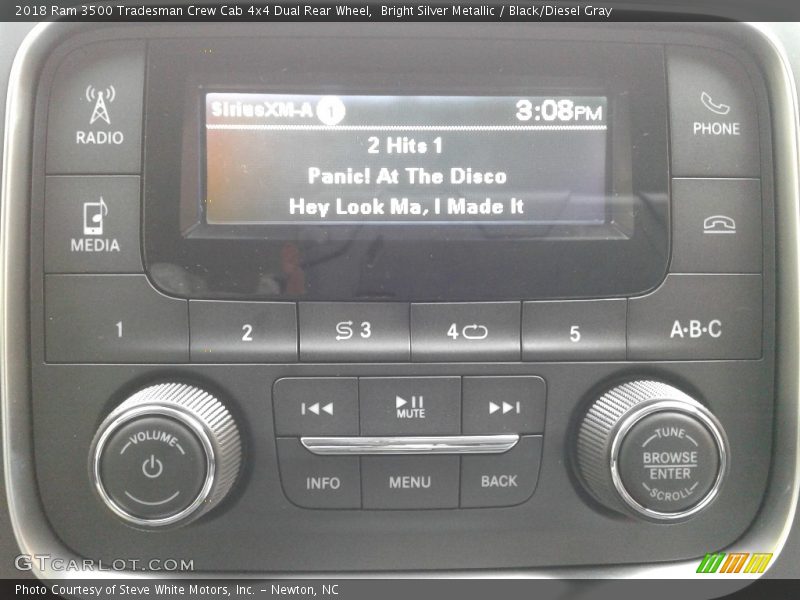 2018 Ram 3500 Tradesman Crew Cab 4x4 Dual Rear Wheel, Bright Silver Metallic / Black/Diesel Gray
RADIO
SiriusXM-A 1 3:08PM
PHONE
2 Hits 1
Panic! At The Disco
Hey Look Ma, I Made It
MEDIA
1
2
3
4
5
A·B·C
VOLUME
MUTE
TUNE
BROWSE
ENTER
SCROLL
INFO
MENU
BACK
GTCARLOT.COM
Photo Courtesy of Steve White Motors, Inc. – Newton, NC